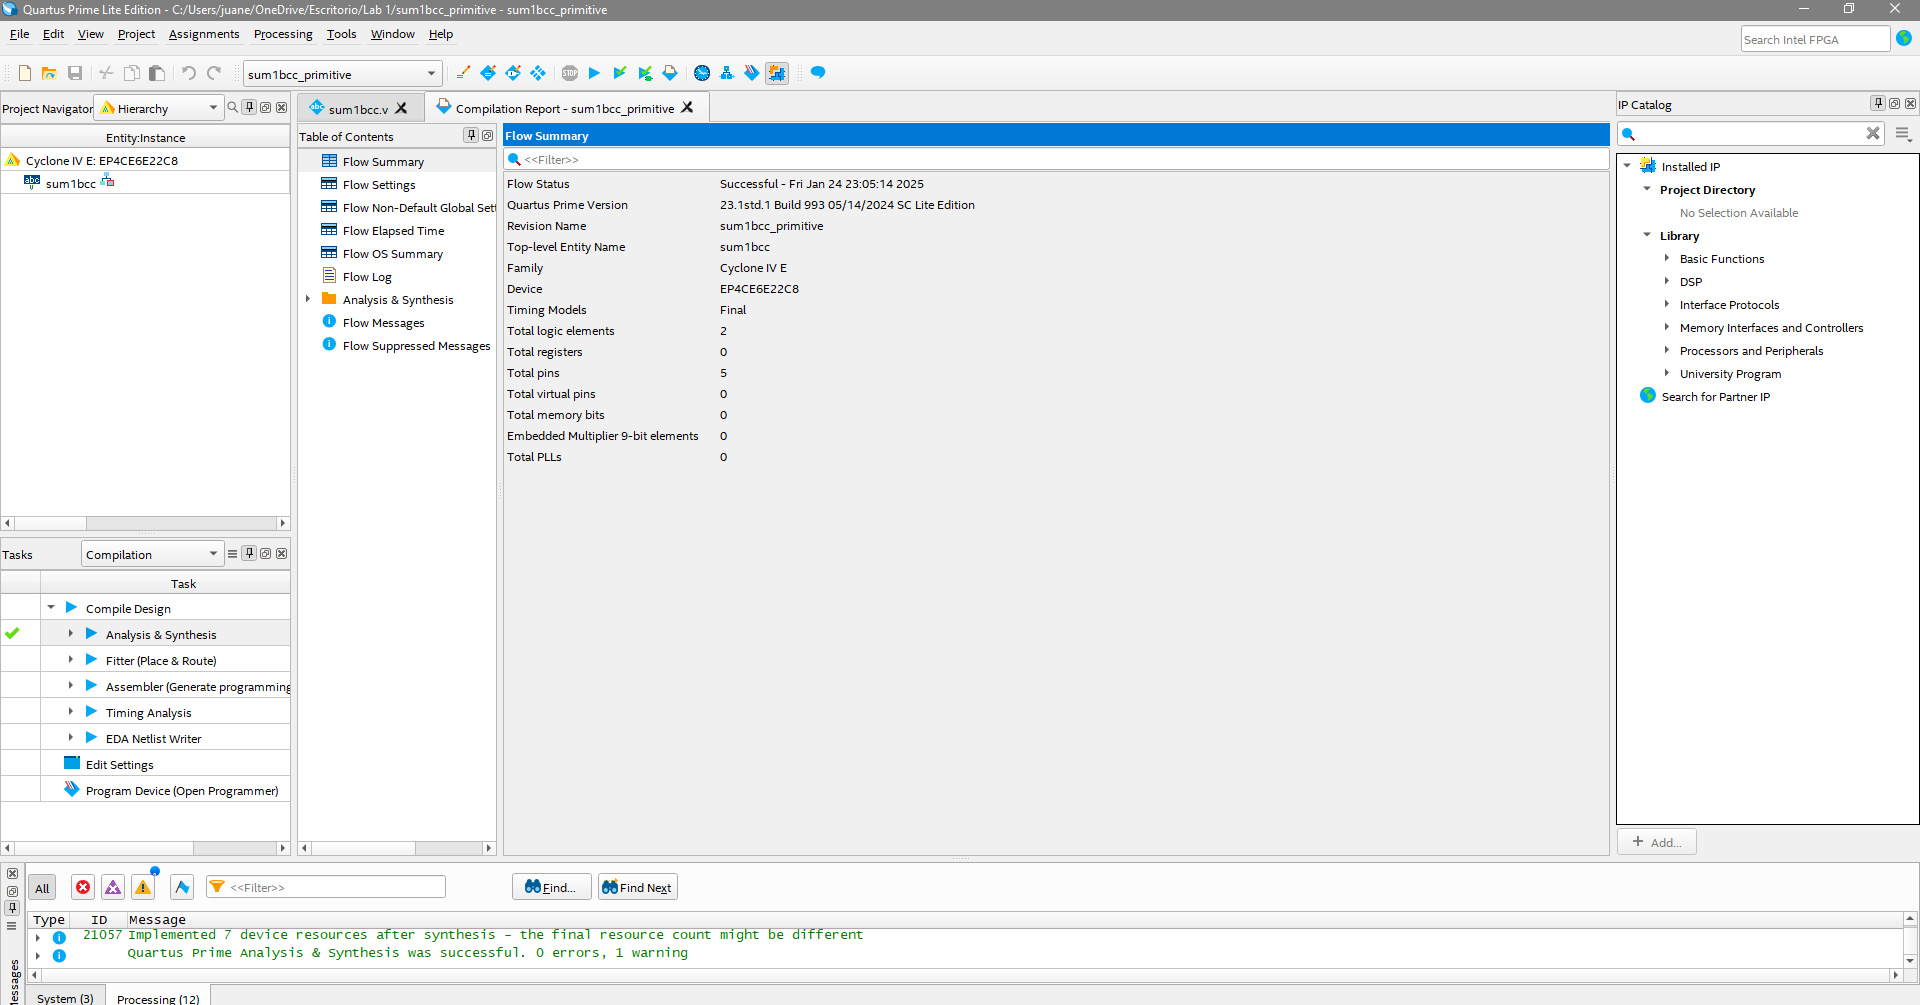 Quartus Prime Lite Edition - C:/Users/juane/OneDrive/Escritorio/Lab 1/sum1bcc_primitive - sum1bcc_primitive
File Edit View Project Assignments Processing Tools Window Help
Search Intel FPGA
sum1bcc_primitive
STOP
Project Navigator Hierarchy
Entity:Instance
Cyclone IV E: EP4CE6E22C8
abc sum1bcc
Tasks Compilation
Task
Compile Design
Analysis & Synthesis
Fitter (Place & Route)
Assembler (Generate programming
Timing Analysis
EDA Netlist Writer
Edit Settings
Program Device (Open Programmer)
abc sum1bcc.v
Compilation Report - sum1bcc_primitive
Table of Contents
Flow Summary
Flow Settings
Flow Non-Default Global Set
Flow Elapsed Time
Flow OS Summary
Flow Log
Analysis & Synthesis
Flow Messages
Flow Suppressed Messages
Flow Summary
<<Filter>>
Flow Status Successful - Fri Jan 24 23:05:14 2025
Quartus Prime Version 23.1std.1 Build 993 05/14/2024 SC Lite Edition
Revision Name sum1bcc_primitive
Top-level Entity Name sum1bcc
Family Cyclone IV E
Device EP4CE6E22C8
Timing Models Final
Total logic elements 2
Total registers 0
Total pins 5
Total virtual pins 0
Total memory bits 0
Embedded Multiplier 9-bit elements 0
Total PLLs 0
IP Catalog
Installed IP
Project Directory
No Selection Available
Library
Basic Functions
DSP
Interface Protocols
Memory Interfaces and Controllers
Processors and Peripherals
University Program
Search for Partner IP
+ Add...
All <<Filter>> Find... Find Next
Type ID Message
21057 Implemented 7 device resources after synthesis - the final resource count might be different
Quartus Prime Analysis & Synthesis was successful. 0 errors, 1 warning
Messages
System (3) Processing (12)